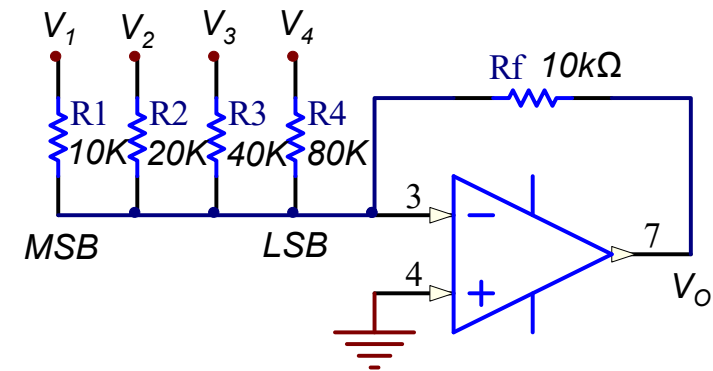 V1 V2 V3 V4
Rf 10kΩ
R1 R2 R3 R4
10K 20K 40K 80K
3
MSB LSB
7
4
VO